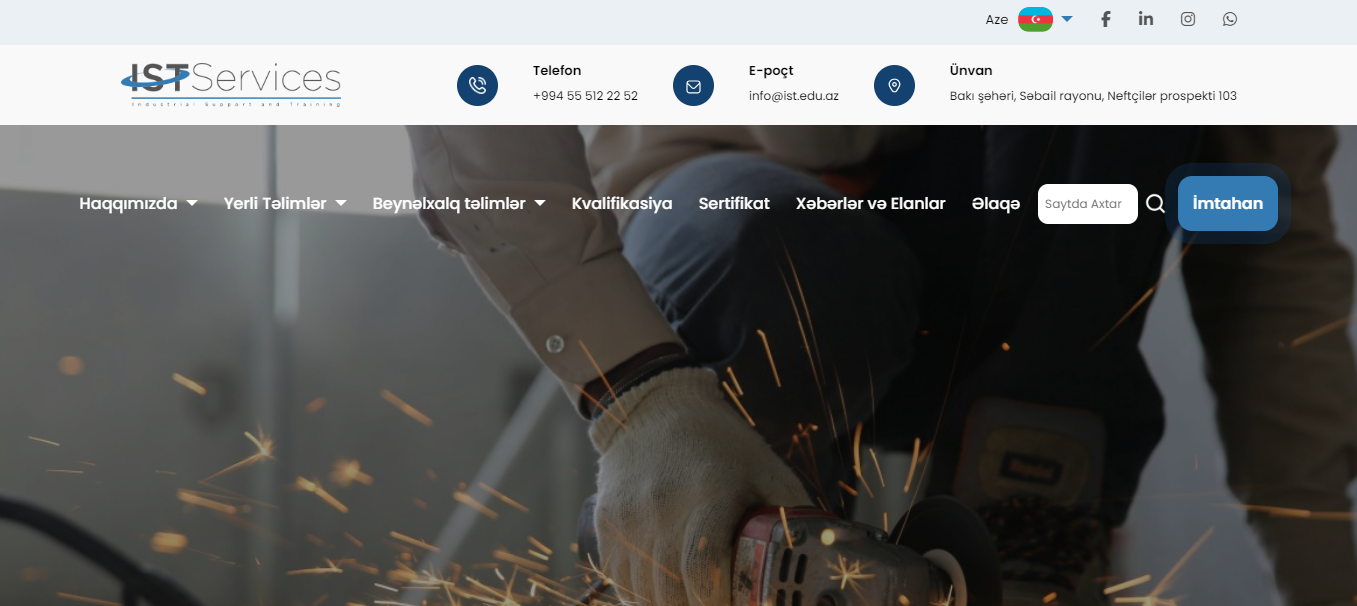 Aze
IST Services
Industrial Support and Training
Telefon
+994 55 512 22 52
E-poçt
info@ist.edu.az
Ünvan
Bakı şəhəri, Səbail rayonu, Neftçilər prospekti 103
Haqqımızda
Yerli Təlimlər
Beynəlxalq təlimlər
Kvalifikasiya
Sertifikat
Xəbərlər və Elanlar
Əlaqə
Saytda Axtar
İmtahan